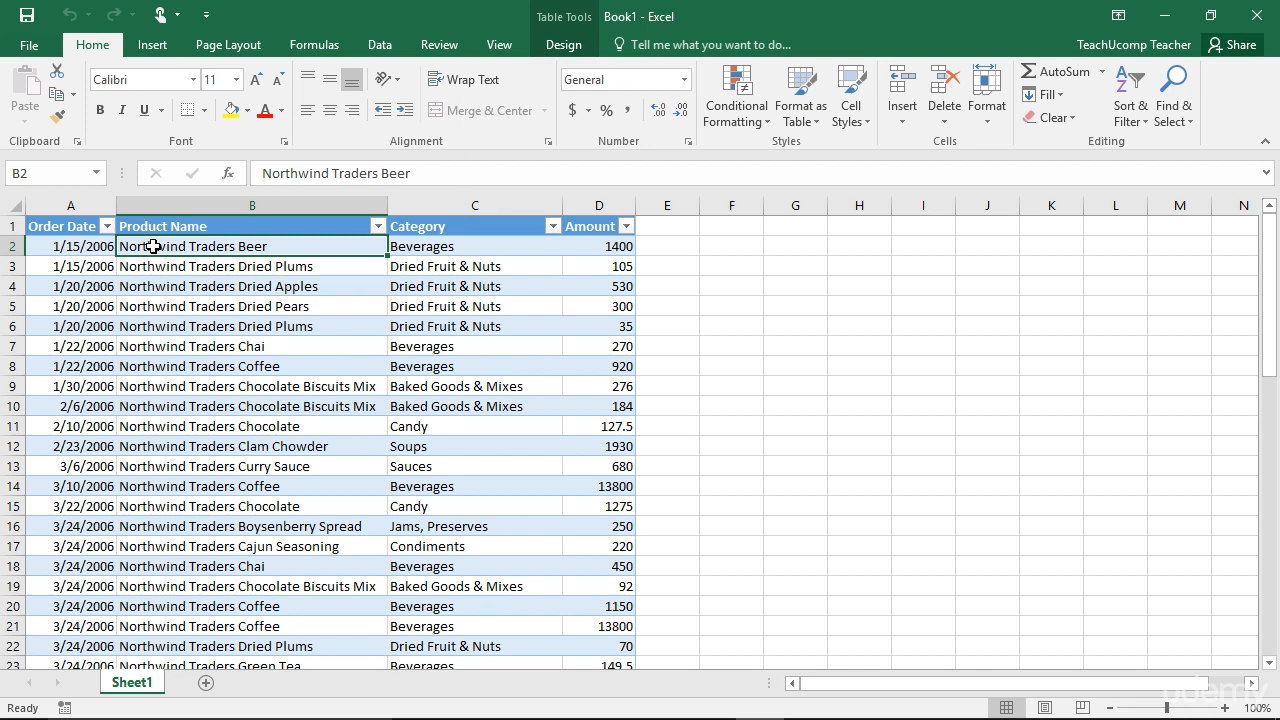 Table Tools
Book1 - Excel
File
Home
Insert
Page Layout
Formulas
Data
Review
View
Design
Tell me what you want to do...
TeachUcomp Teacher
Share
Paste
Clipboard
Calibri
11
B I U
Font
Wrap Text
Merge & Center
Alignment
General
$ % ,
Number
Conditional
Formatting
Format as
Table
Cell
Styles
Styles
Insert
Delete
Format
Cells
AutoSum
Fill
Clear
Sort &
Filter
Find &
Select
Editing
B2
fx
Northwind Traders Beer
A B C D E F G H I J K L M N
1 Order Date Product Name Category Amount
2 1/15/2006 Northwind Traders Beer Beverages 1400
3 1/15/2006 Northwind Traders Dried Plums Dried Fruit & Nuts 105
4 1/20/2006 Northwind Traders Dried Apples Dried Fruit & Nuts 530
5 1/20/2006 Northwind Traders Dried Pears Dried Fruit & Nuts 300
6 1/20/2006 Northwind Traders Dried Plums Dried Fruit & Nuts 35
7 1/22/2006 Northwind Traders Chai Beverages 270
8 1/22/2006 Northwind Traders Coffee Beverages 920
9 1/30/2006 Northwind Traders Chocolate Biscuits Mix Baked Goods & Mixes 276
10 2/6/2006 Northwind Traders Chocolate Biscuits Mix Baked Goods & Mixes 184
11 2/10/2006 Northwind Traders Chocolate Candy 127.5
12 2/23/2006 Northwind Traders Clam Chowder Soups 1930
13 3/6/2006 Northwind Traders Curry Sauce Sauces 680
14 3/10/2006 Northwind Traders Coffee Beverages 13800
15 3/22/2006 Northwind Traders Chocolate Candy 1275
16 3/24/2006 Northwind Traders Boysenberry Spread Jams, Preserves 250
17 3/24/2006 Northwind Traders Cajun Seasoning Condiments 220
18 3/24/2006 Northwind Traders Chai Beverages 450
19 3/24/2006 Northwind Traders Chocolate Biscuits Mix Baked Goods & Mixes 92
20 3/24/2006 Northwind Traders Coffee Beverages 1150
21 3/24/2006 Northwind Traders Coffee Beverages 13800
22 3/24/2006 Northwind Traders Dried Plums Dried Fruit & Nuts 70
23 3/24/2006 Northwind Traders Green Tea Beverages 149.5
Sheet1
udemy
Ready
100%